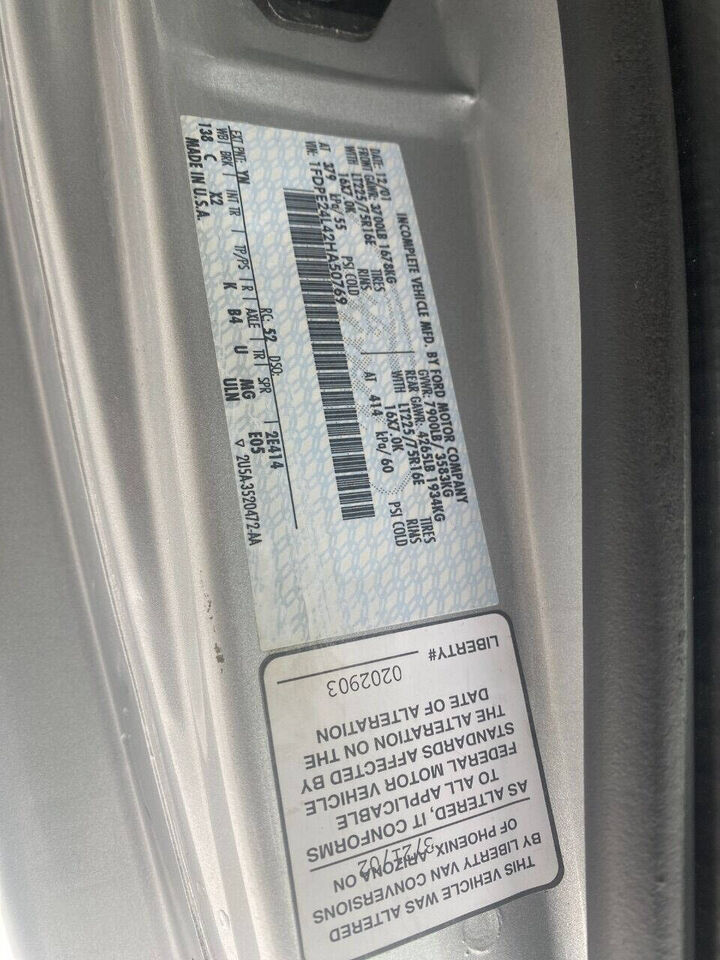 INCOMPLETE VEHICLE MFD. BY FORD MOTOR COMPANY
DATE: 12/01 GVWR: 7900LB / 3583KG
FRONT GAWR: 3700LB 1678KG REAR GAWR: 4265LB 1934KG
WITH LT225/75R16E TIRES WITH LT225/75R16E TIRES
16X7.0K RIMS 16X7.0K RIMS
AT 379 kPa/55 PSI COLD AT 414 kPa/60 PSI COLD
VIN: 1FDPE24L42HA50769
EXT PNT: YN RC: 52 DSO:
WB BRK INT TR TP/PS R AXLE TR SPR 2E414
138 C X2 K B4 U MG E05
MADE IN U.S.A. ULN ▽ 2U5A-3520472-AA
THIS VEHICLE WAS ALTERED
BY LIBERTY VAN CONVERSIONS
OF PHOENIX, ARIZONA ON
3/21/02
AS ALTERED, IT CONFORMS
TO ALL APPLICABLE
FEDERAL MOTOR VEHICLE
STANDARDS AFFECTED BY
THE ALTERATION ON THE
DATE OF ALTERATION
0202903
LIBERTY#